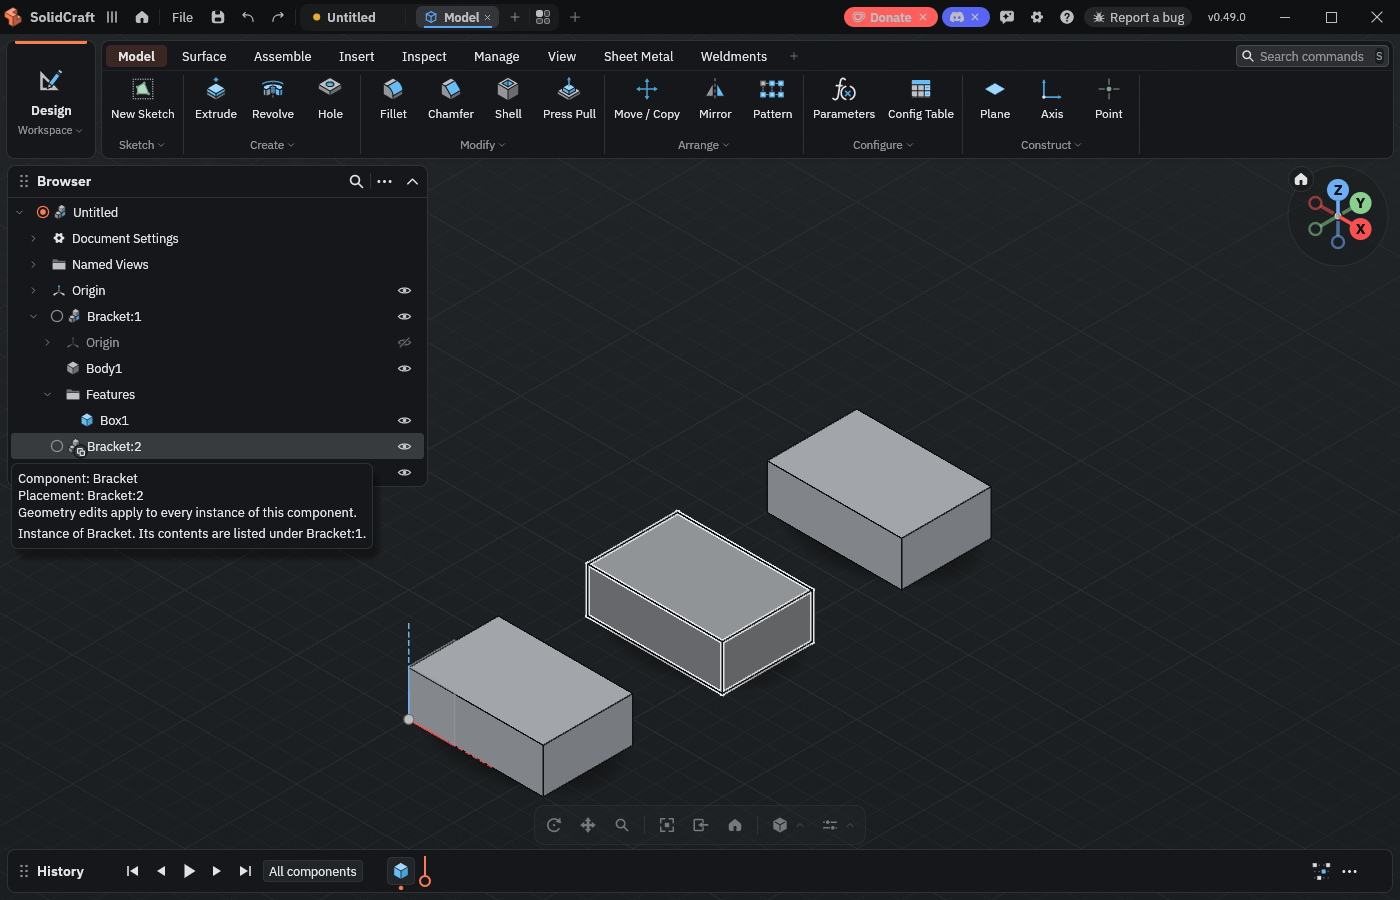 SolidCraft
File
Untitled
Model
Donate
Report a bug
v0.49.0
Design
Workspace
Model
Surface
Assemble
Insert
Inspect
Manage
View
Sheet Metal
Weldments
Search commands
S
New Sketch
Extrude
Revolve
Hole
Fillet
Chamfer
Shell
Press Pull
Move / Copy
Mirror
Pattern
Parameters
Config Table
Plane
Axis
Point
Sketch
Create
Modify
Arrange
Configure
Construct
Browser
Untitled
Document Settings
Named Views
Origin
Bracket:1
Origin
Body1
Features
Box1
Bracket:2
Component: Bracket
Placement: Bracket:2
Geometry edits apply to every instance of this component.
Instance of Bracket. Its contents are listed under Bracket:1.
Z
Y
X
History
All components